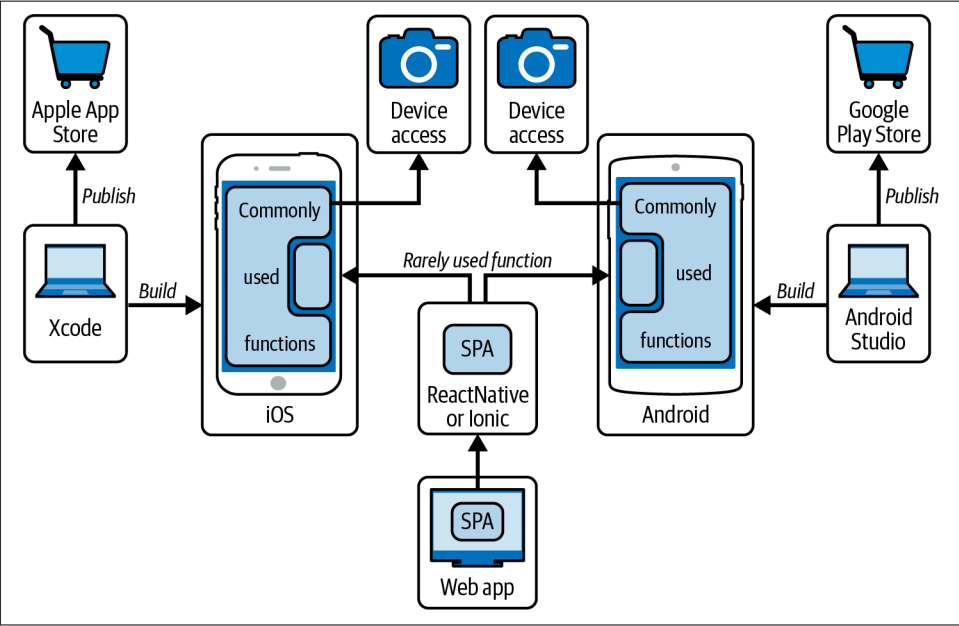 Apple App
Store
Device
access
Device
access
Google
Play Store
Publish
Publish
Commonly
used
functions
Commonly
used
functions
Rarely used function
Build
Build
Xcode
Android
Studio
SPA
ReactNative
or Ionic
iOS
Android
SPA
Web app